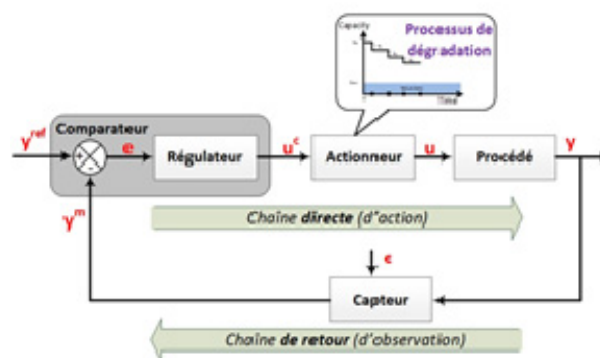 Capacity
Processus de
dégradation
Time
Comparateur
y^ref
+
-
e
Régulateur
u^c
Actionneur
u
Procédé
y
y^m
Chaîne directe (d'action)
ϵ
Capteur
Chaîne de retour (d'observation)